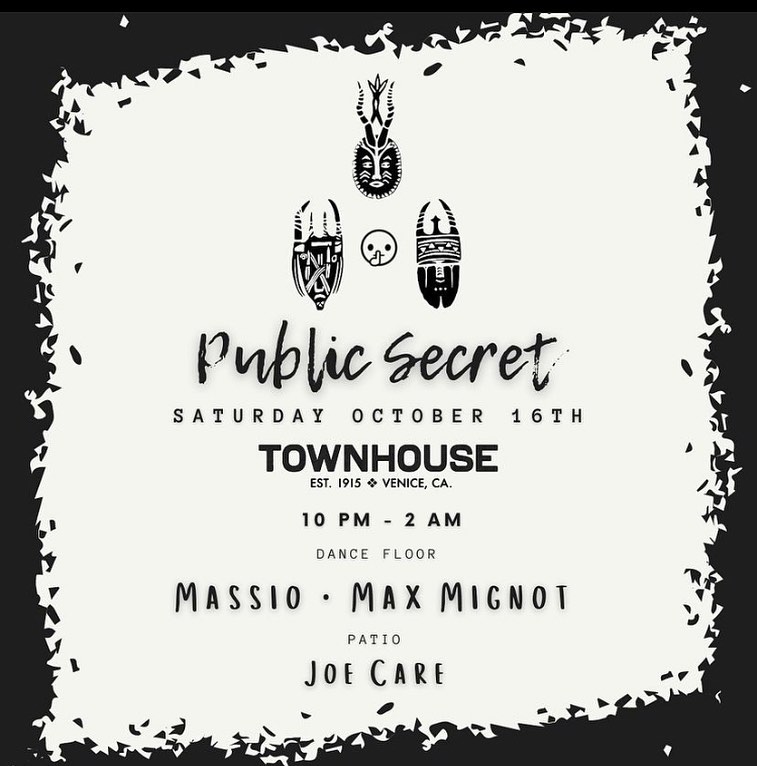 Public Secret
SATURDAY OCTOBER 16TH
TOWNHOUSE
EST. 1915 ❖ VENICE, CA.
10 PM - 2 AM
DANCE FLOOR
MASSIO • MAX MIGNOT
PATIO
JOE CARE